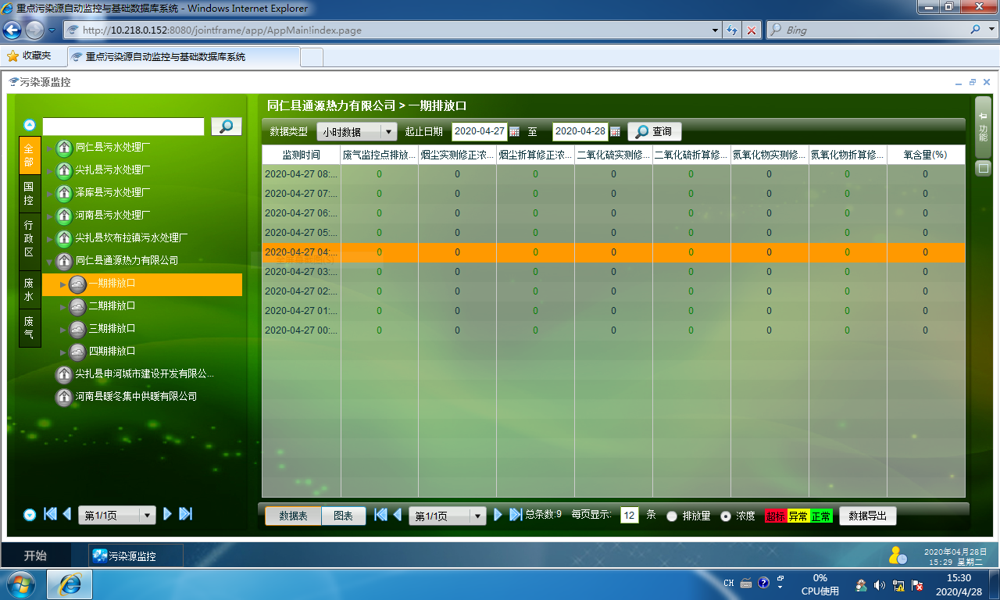 重点污染源自动监控与基础数据库系统 - Windows Internet Explorer
http://10.218.0.152:8080/jointframe/app/AppMain!index.page
Bing
收藏夹
重点污染源自动监控与基础数据库系统
污染源监控
同仁县通源热力有限公司 > 一期排放口
数据类型 小时数据 起止日期 2020-04-27 至 2020-04-28 查询
功能
全部
国控
行政区
废水
废气
同仁县污水处理厂
尖扎县污水处理厂
泽库县污水处理厂
河南县污水处理厂
尖扎县坎布拉镇污水处理厂
同仁县通源热力有限公司
一期排放口
二期排放口
三期排放口
四期排放口
尖扎县申河城市建设开发有限公...
河南县暖冬集中供暖有限公司
第1/1页
监测时间 废气监控点排放... 烟尘实测修正浓... 烟尘折算修正浓... 二氧化硫实测修... 二氧化硫折算修... 氮氧化物实测修... 氮氧化物折算修... 氧含量(%)
2020-04-27 08:... 0 0 0 0 0 0 0 0
2020-04-27 07:... 0 0 0 0 0 0 0 0
2020-04-27 06:... 0 0 0 0 0 0 0 0
2020-04-27 05:... 0 0 0 0 0 0 0 0
2020-04-27 04:... 0 0 0 0 0 0 0 0
2020-04-27 03:... 0 0 0 0 0 0 0 0
2020-04-27 02:... 0 0 0 0 0 0 0 0
2020-04-27 01:... 0 0 0 0 0 0 0 0
2020-04-27 00:... 0 0 0 0 0 0 0 0
数据表 图表 第1/1页 总条数:9 每页显示: 12 条 排放量 浓度 超标 异常 正常 数据导出
开始 污染源监控
2020年04月28日
15:29 星期二
CH
0%
CPU使用
15:30
2020/4/28